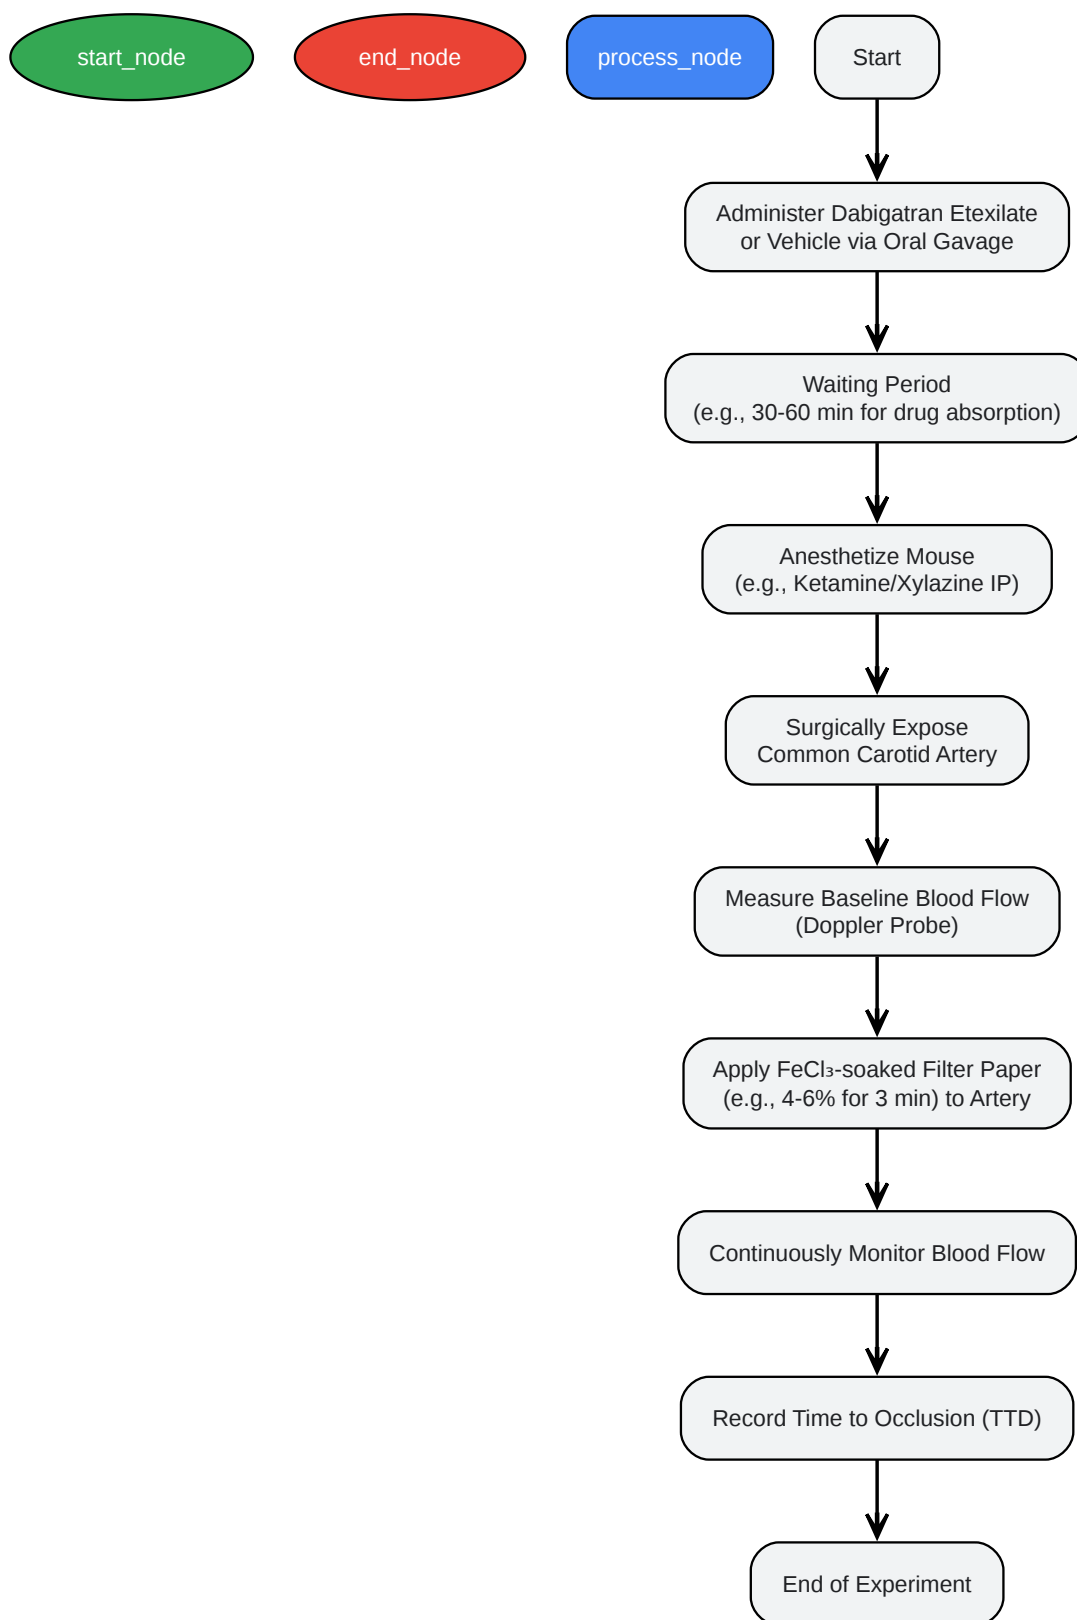 start_node
end_node
process_node
Start
Administer Dabigatran Etexilate
or Vehicle via Oral Gavage
Waiting Period
(e.g., 30-60 min for drug absorption)
Anesthetize Mouse
(e.g., Ketamine/Xylazine IP)
Surgically Expose
Common Carotid Artery
Measure Baseline Blood Flow
(Doppler Probe)
Apply FeCl₃-soaked Filter Paper
(e.g., 4-6% for 3 min) to Artery
Continuously Monitor Blood Flow
Record Time to Occlusion (TTD)
End of Experiment